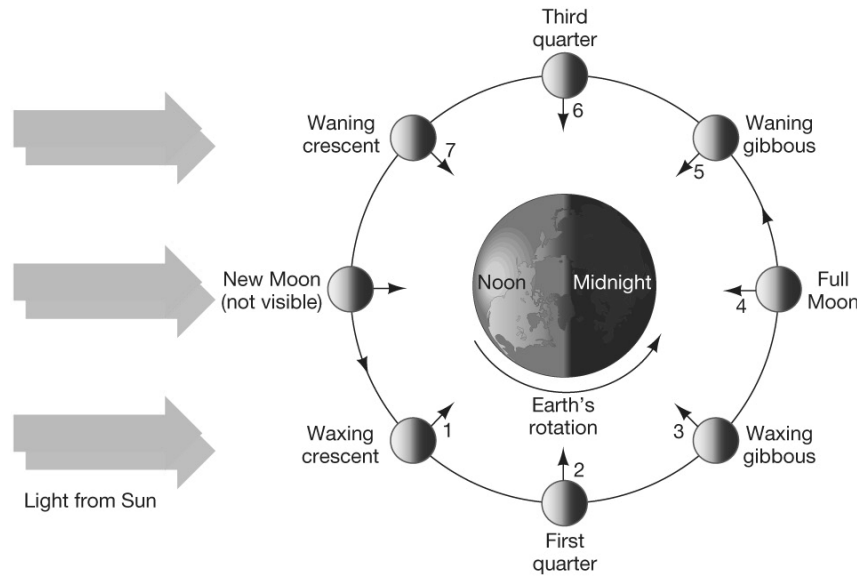 Third
quarter
6
Waning
crescent
7
Waning
gibbous
5
New Moon
(not visible)
Noon
Midnight
Full
Moon
4
Earth's
rotation
Waxing
crescent
1
3
Waxing
gibbous
2
Light from Sun
First
quarter